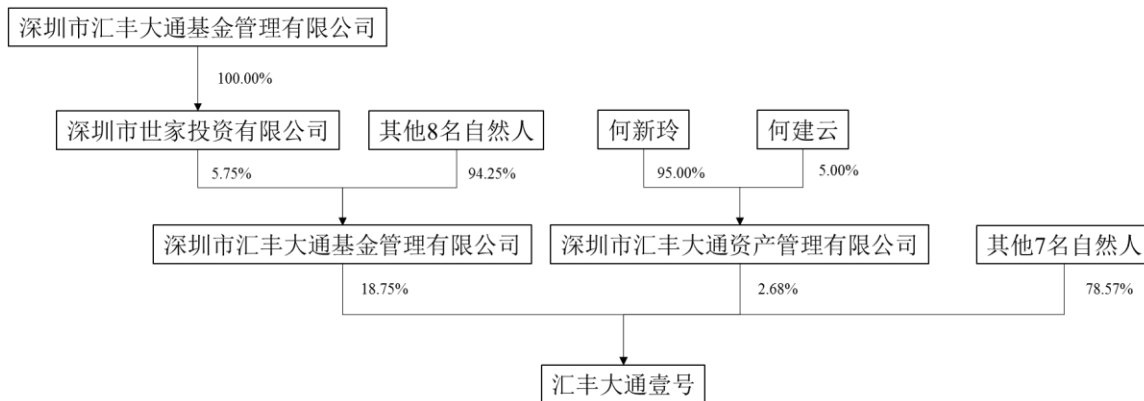 深圳市汇丰大通基金管理有限公司
100.00%
深圳市世家投资有限公司
其他8名自然人
何新玲
何建云
5.75%
94.25%
95.00%
5.00%
深圳市汇丰大通基金管理有限公司
深圳市汇丰大通资产管理有限公司
其他7名自然人
18.75%
2.68%
78.57%
汇丰大通壹号